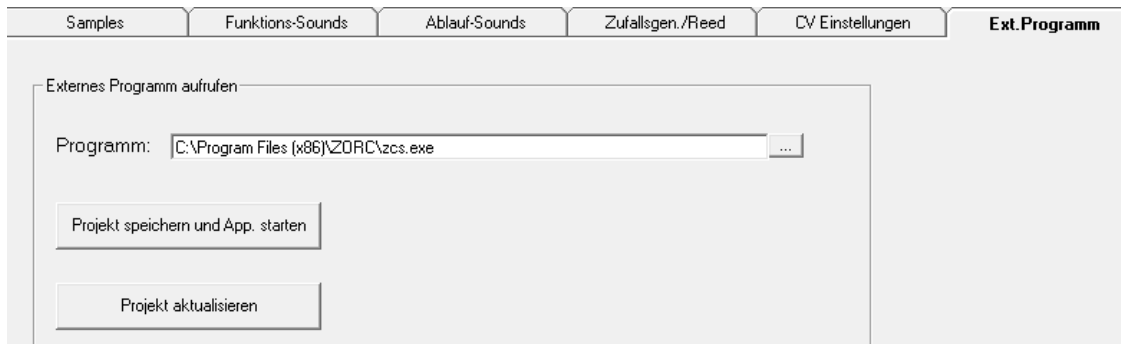 Samples Funktions-Sounds Ablauf-Sounds Zufallsgen./Reed CV Einstellungen Ext.Programm
Externes Programm aufrufen
Programm: C:\Program Files (x86)\ZORC\zcs.exe ...
Projekt speichern und App. starten
Projekt aktualisieren